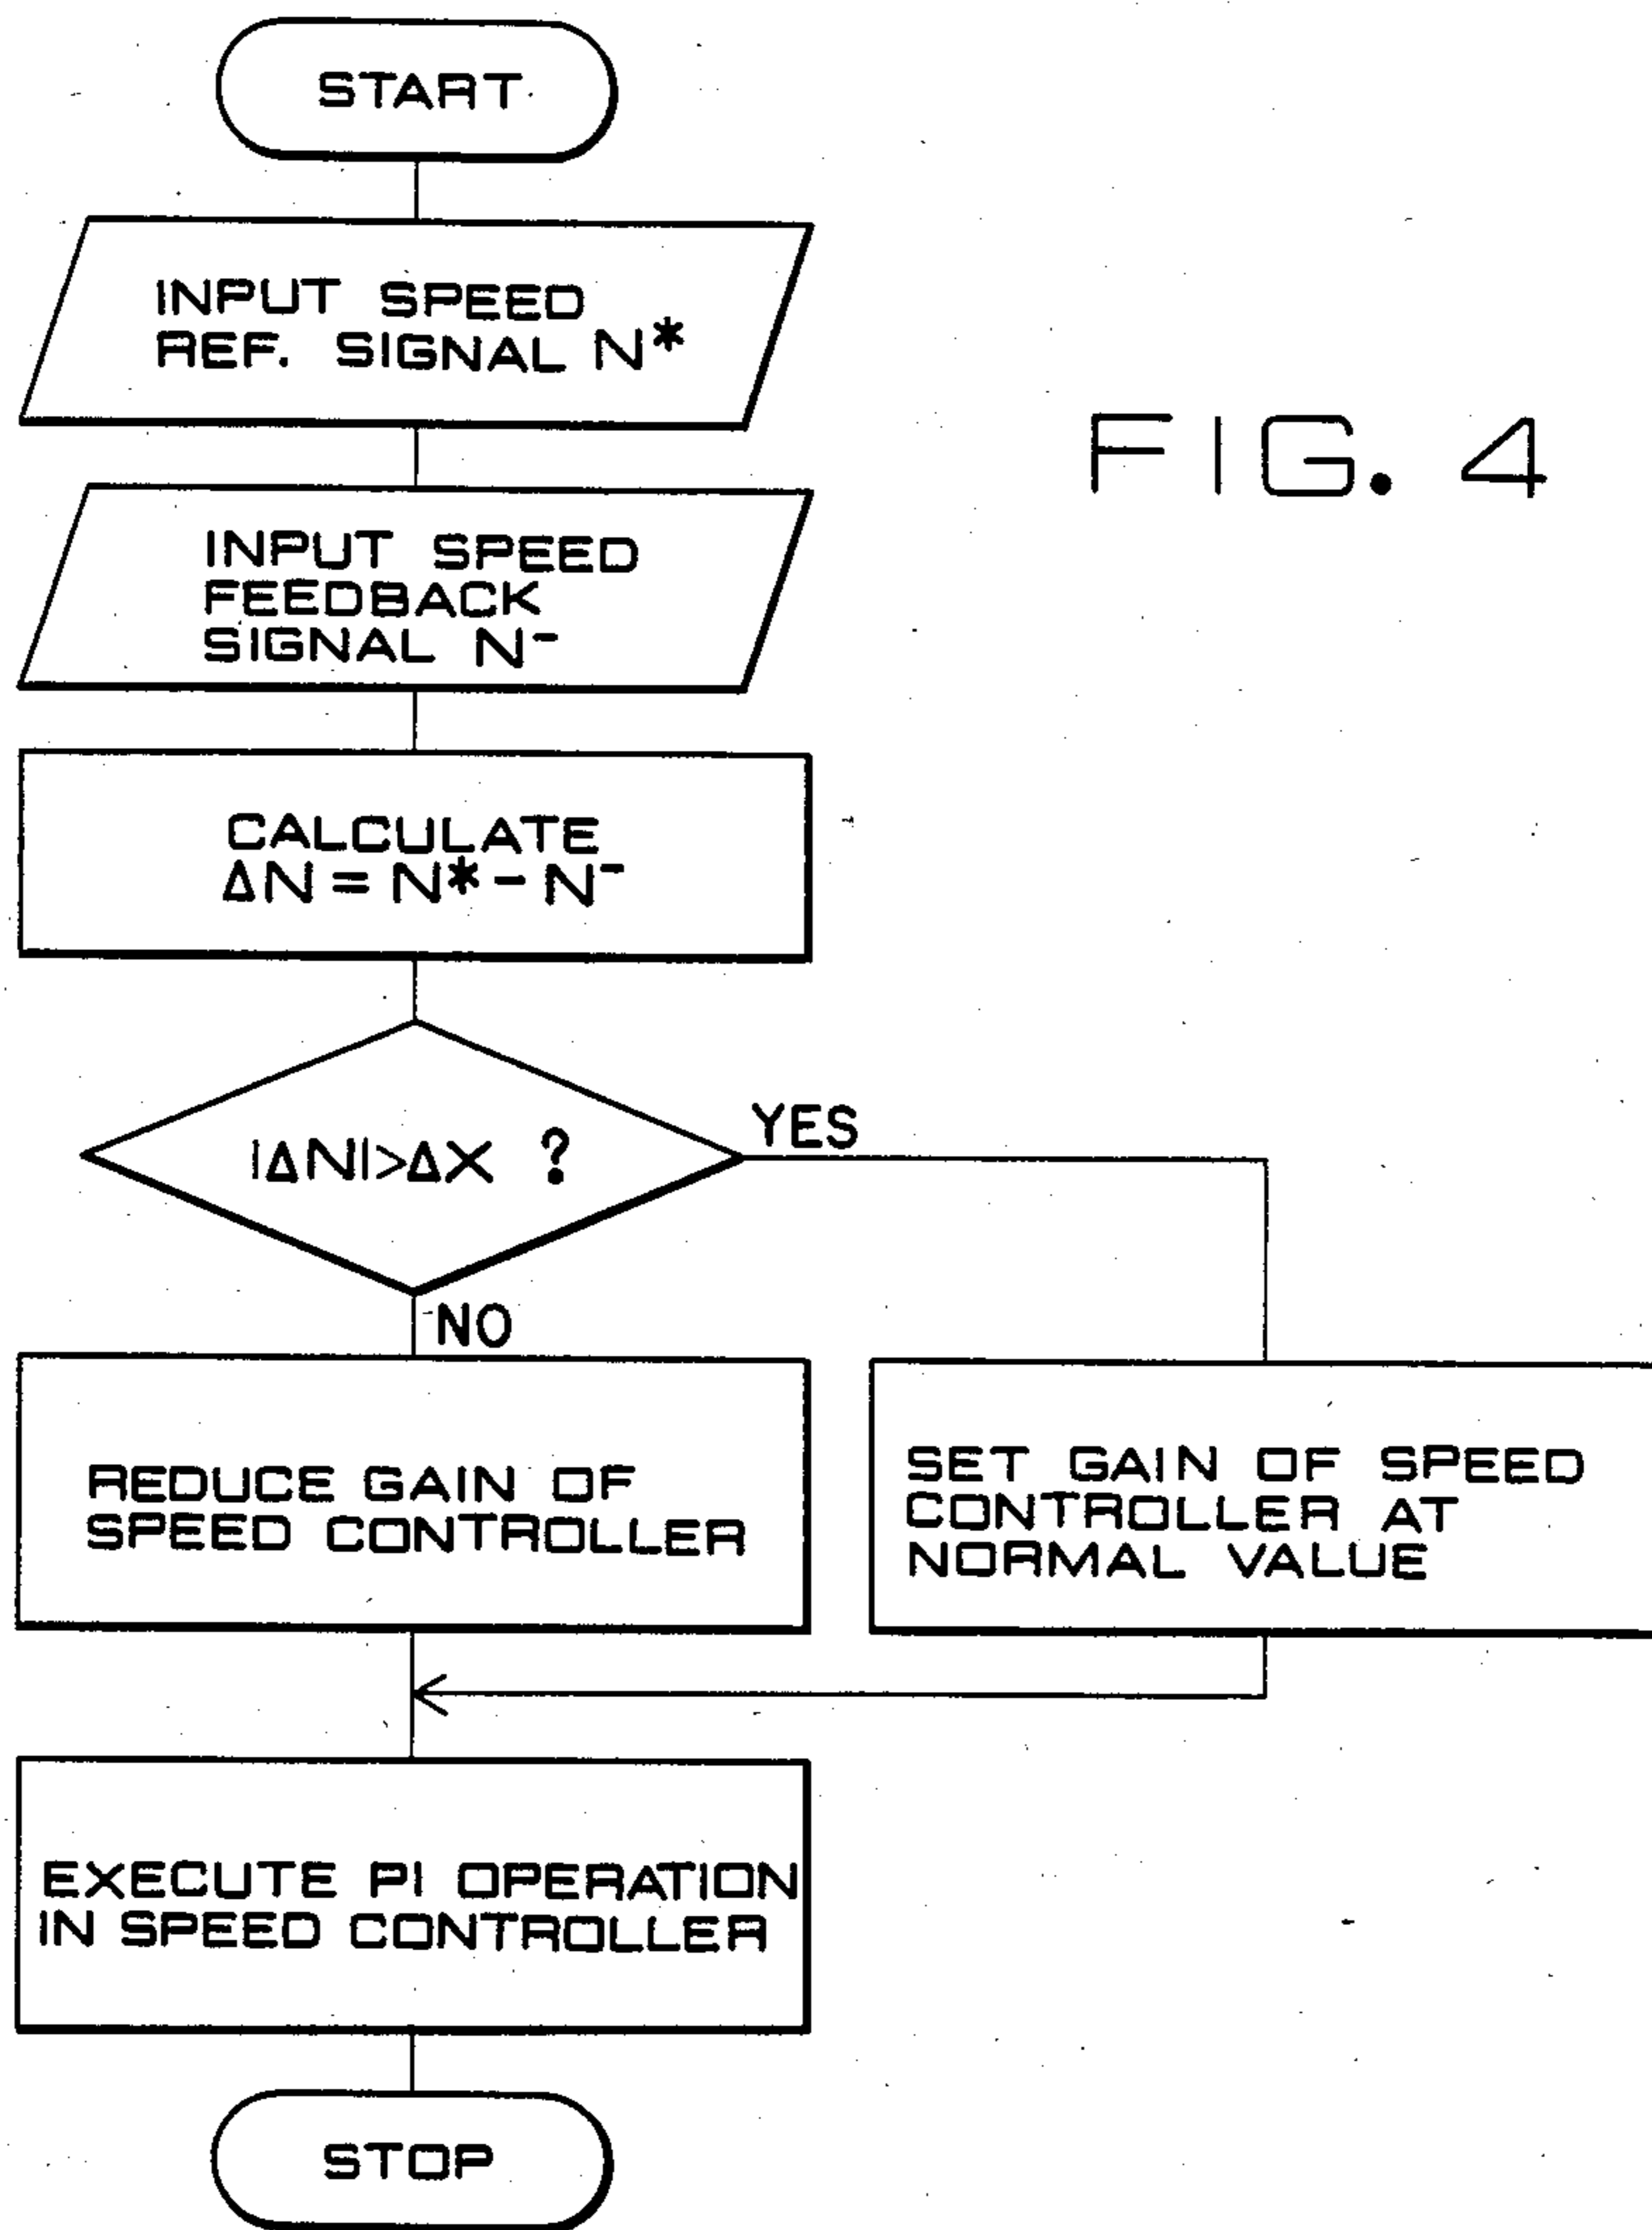 START
INPUT SPEED
REF. SIGNAL N*
FIG. 4
INPUT SPEED
FEEDBACK
SIGNAL N⁻
CALCULATE
ΔN = N* - N⁻
|ΔN|>ΔX ?
YES
NO
REDUCE GAIN OF
SPEED CONTROLLER
SET GAIN OF SPEED
CONTROLLER AT
NORMAL VALUE
EXECUTE PI OPERATION
IN SPEED CONTROLLER
STOP